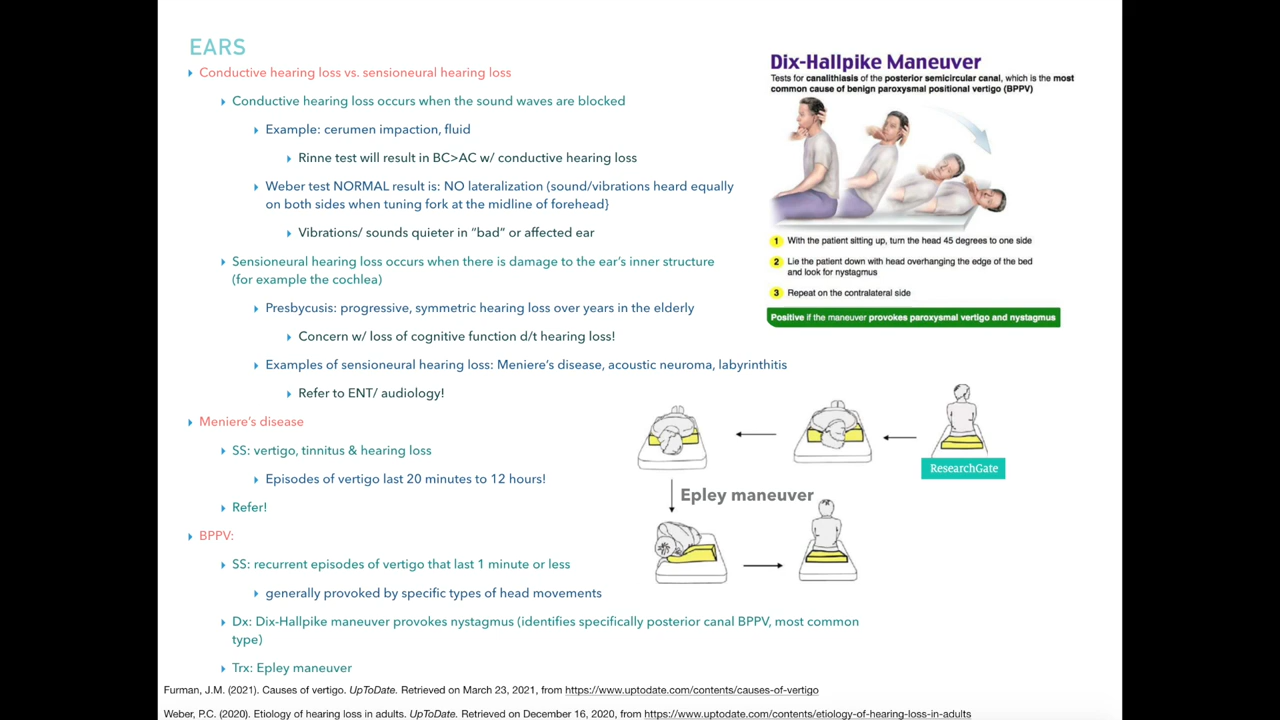 EARS
Conductive hearing loss vs. sensioneural hearing loss
Conductive hearing loss occurs when the sound waves are blocked
Example: cerumen impaction, fluid
Rinne test will result in BC>AC w/ conductive hearing loss
Weber test NORMAL result is: NO lateralization (sound/vibrations heard equally
on both sides when tuning fork at the midline of forehead}
Vibrations/ sounds quieter in “bad” or affected ear
Sensioneural hearing loss occurs when there is damage to the ear’s inner structure
(for example the cochlea)
Presbycusis: progressive, symmetric hearing loss over years in the elderly
Concern w/ loss of cognitive function d/t hearing loss!
Examples of sensioneural hearing loss: Meniere’s disease, acoustic neuroma, labyrinthitis
Refer to ENT/ audiology!
Meniere’s disease
SS: vertigo, tinnitus & hearing loss
Episodes of vertigo last 20 minutes to 12 hours!
Refer!
BPPV:
SS: recurrent episodes of vertigo that last 1 minute or less
generally provoked by specific types of head movements
Dx: Dix-Hallpike maneuver provokes nystagmus (identifies specifically posterior canal BPPV, most common
type)
Trx: Epley maneuver
Dix-Hallpike Maneuver
Tests for canalithiasis of the posterior semicircular canal, which is the most
common cause of benign paroxysmal positional vertigo (BPPV)
1 With the patient sitting up, turn the head 45 degrees to one side
2 Lie the patient down with head overhanging the edge of the bed
and look for nystagmus
3 Repeat on the contralateral side
Positive if the maneuver provokes paroxysmal vertigo and nystagmus
ResearchGate
Epley maneuver
Furman, J.M. (2021). Causes of vertigo. UpToDate. Retrieved on March 23, 2021, from https://www.uptodate.com/contents/causes-of-vertigo
Weber, P.C. (2020). Etiology of hearing loss in adults. UpToDate. Retrieved on December 16, 2020, from https://www.uptodate.com/contents/etiology-of-hearing-loss-in-adults